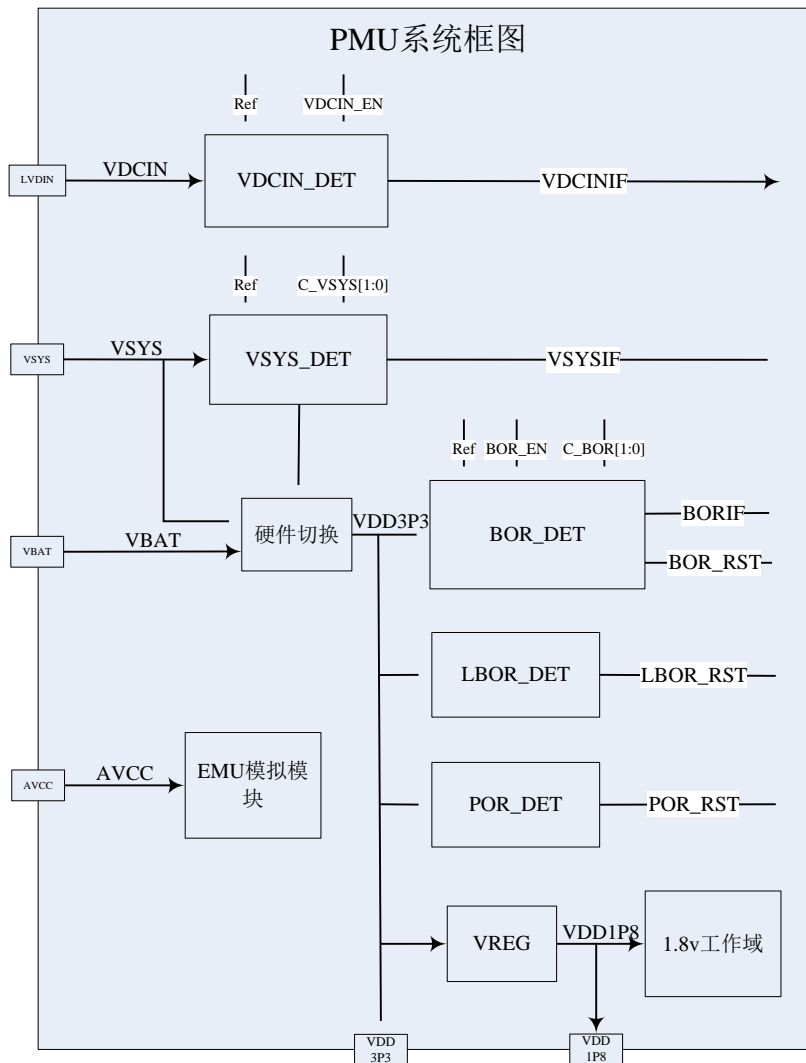 PMU系统框图
Ref
VDCIN_EN
LVDIN
VDCIN
VDCIN_DET
VDCINIF
Ref
C_VSYS[1:0]
VSYS
VSYS
VSYS_DET
VSYSIF
Ref
BOR_EN
C_BOR[1:0]
VBAT
VBAT
硬件切换
VDD3P3
BOR_DET
BORIF
BOR_RST
LBOR_DET
LBOR_RST
AVCC
AVCC
EMU模拟模
块
POR_DET
POR_RST
VREG
VDD1P8
1.8v工作域
VDD
3P3
VDD
1P8